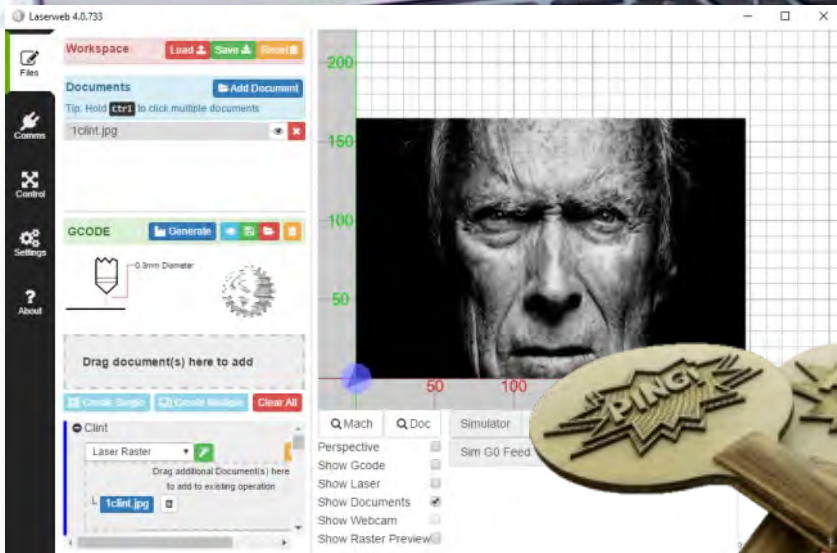 Laserweb 4.0.733
Files
Comms
Control
Settings
About
Workspace
Load
Save
Reset
Documents
Add Document
Tip: Hold ctrl to click multiple documents
1clint.jpg
GCODE
Generate
0.3mm Diameter
Drag document(s) here to add
Create Single
Create Multiple
Clear All
Clint
Laser Raster
Drag additional Document(s) here
to add to existing operation
1clint.jpg
200
150
100
50
50
100
Mach
Doc
Simulator
Perspective
Sim G0 Feed
Show Gcode
Show Laser
Show Documents
Show Webcam
Show Raster Preview
PING!